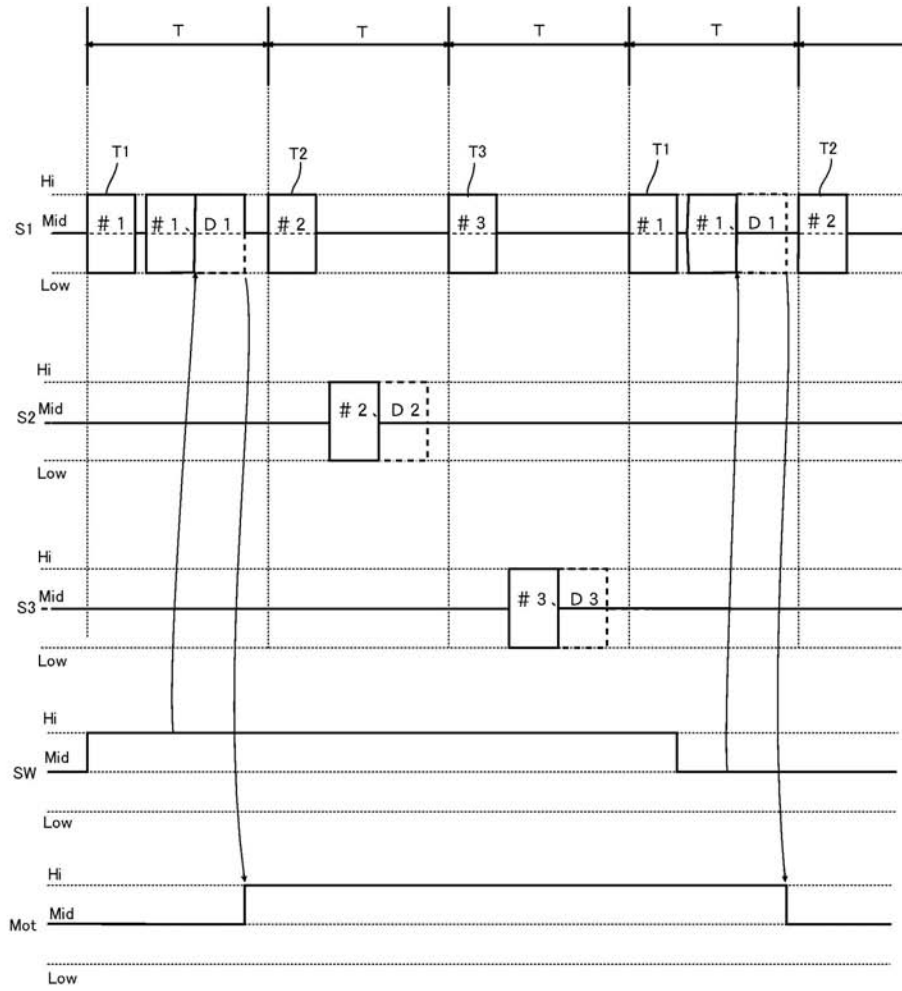 T T T T
T1 T2 T3 T1 T2
Hi
S1 Mid #1 #1、D1 #2 #3 #1 #1、D1 #2
Low
Hi
S2 Mid #2、D2
Low
Hi
S3 Mid #3、D3
Low
Hi
Mid
SW
Low
Hi
Mid
Mot
Low